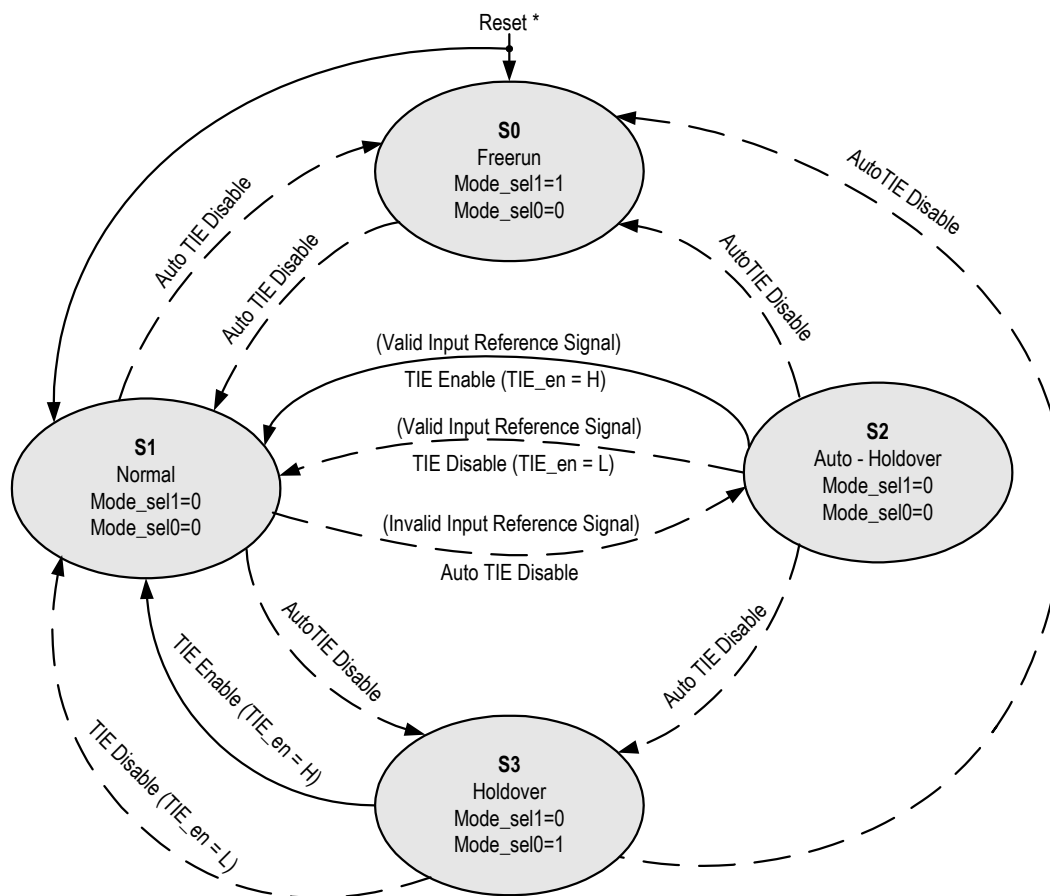 Reset *
S0
Freerun
Mode_sel1=1
Mode_sel0=0
Auto TIE Disable
Auto TIE Disable
AutoTIE Disable
AutoTIE Disable
(Valid Input Reference Signal)
TIE Enable (TIE_en = H)
(Valid Input Reference Signal)
TIE Disable (TIE_en = L)
(Invalid Input Reference Signal)
Auto TIE Disable
S1
Normal
Mode_sel1=0
Mode_sel0=0
S2
Auto - Holdover
Mode_sel1=0
Mode_sel0=0
AutoTIE Disable
Auto TIE Disable
TIE Enable (TIE_en = H)
TIE Disable (TIE_en = L)
S3
Holdover
Mode_sel1=0
Mode_sel0=1